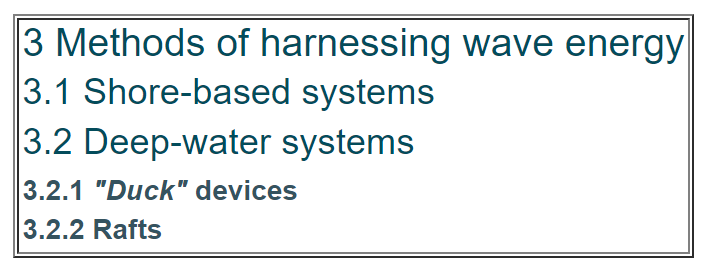 3 Methods of harnessing wave energy
3.1 Shore-based systems
3.2 Deep-water systems
3.2.1 "Duck" devices
3.2.2 Rafts